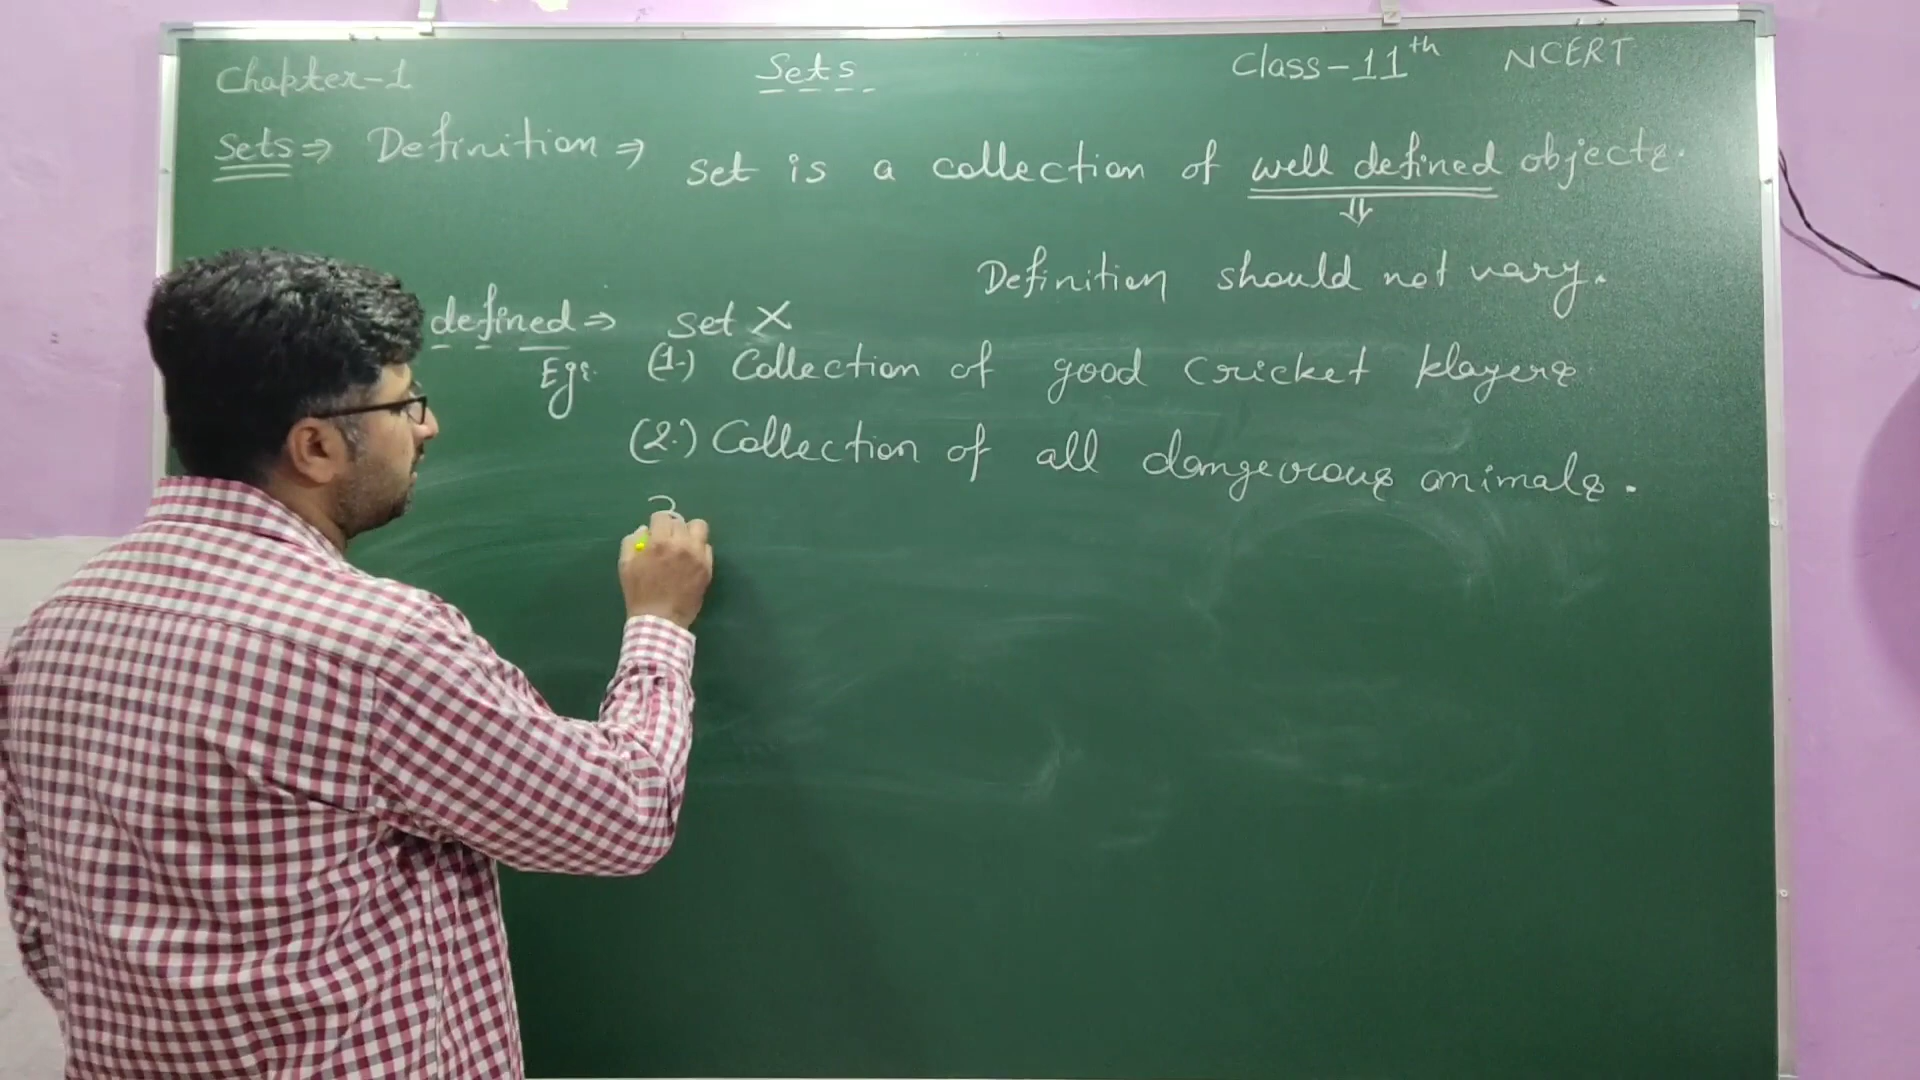 Chapter-1 Sets Class-11th NCERT
Sets ⇒ Definition ⇒ set is a collection of well defined objects.
⇓
Definition should not vary.
defined ⇒ set X
Eg: (1.) Collection of good cricket players
(2.) Collection of all dangerous animals.
3